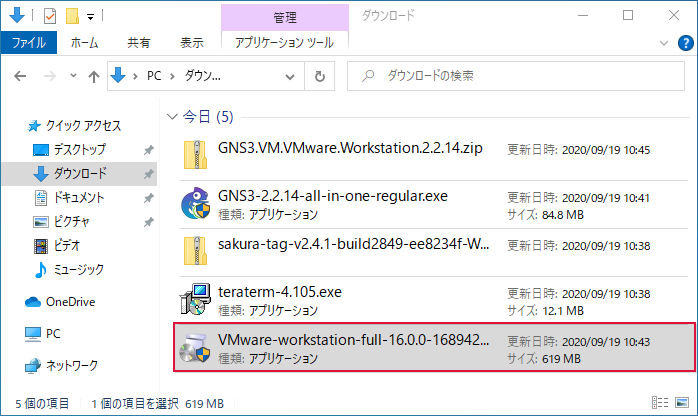 管理
ダウンロード
ファイル
ホーム
共有
表示
アプリケーション ツール
PC
ダウン...
ダウンロードの検索
クイック アクセス
デスクトップ
ダウンロード
ドキュメント
ピクチャ
ビデオ
ミュージック
OneDrive
PC
ネットワーク
今日 (5)
GNS3.VM.VMware.Workstation.2.2.14.zip
更新日時: 2020/09/19 10:45
GNS3-2.2.14-all-in-one-regular.exe
更新日時: 2020/09/19 10:41
種類: アプリケーション
サイズ: 84.8 MB
sakura-tag-v2.4.1-build2849-ee8234f-W...
更新日時: 2020/09/19 10:38
teraterm-4.105.exe
更新日時: 2020/09/19 10:38
種類: アプリケーション
サイズ: 12.1 MB
VMware-workstation-full-16.0.0-168942...
更新日時: 2020/09/19 10:43
種類: アプリケーション
サイズ: 619 MB
5 個の項目
1 個の項目を選択 619 MB